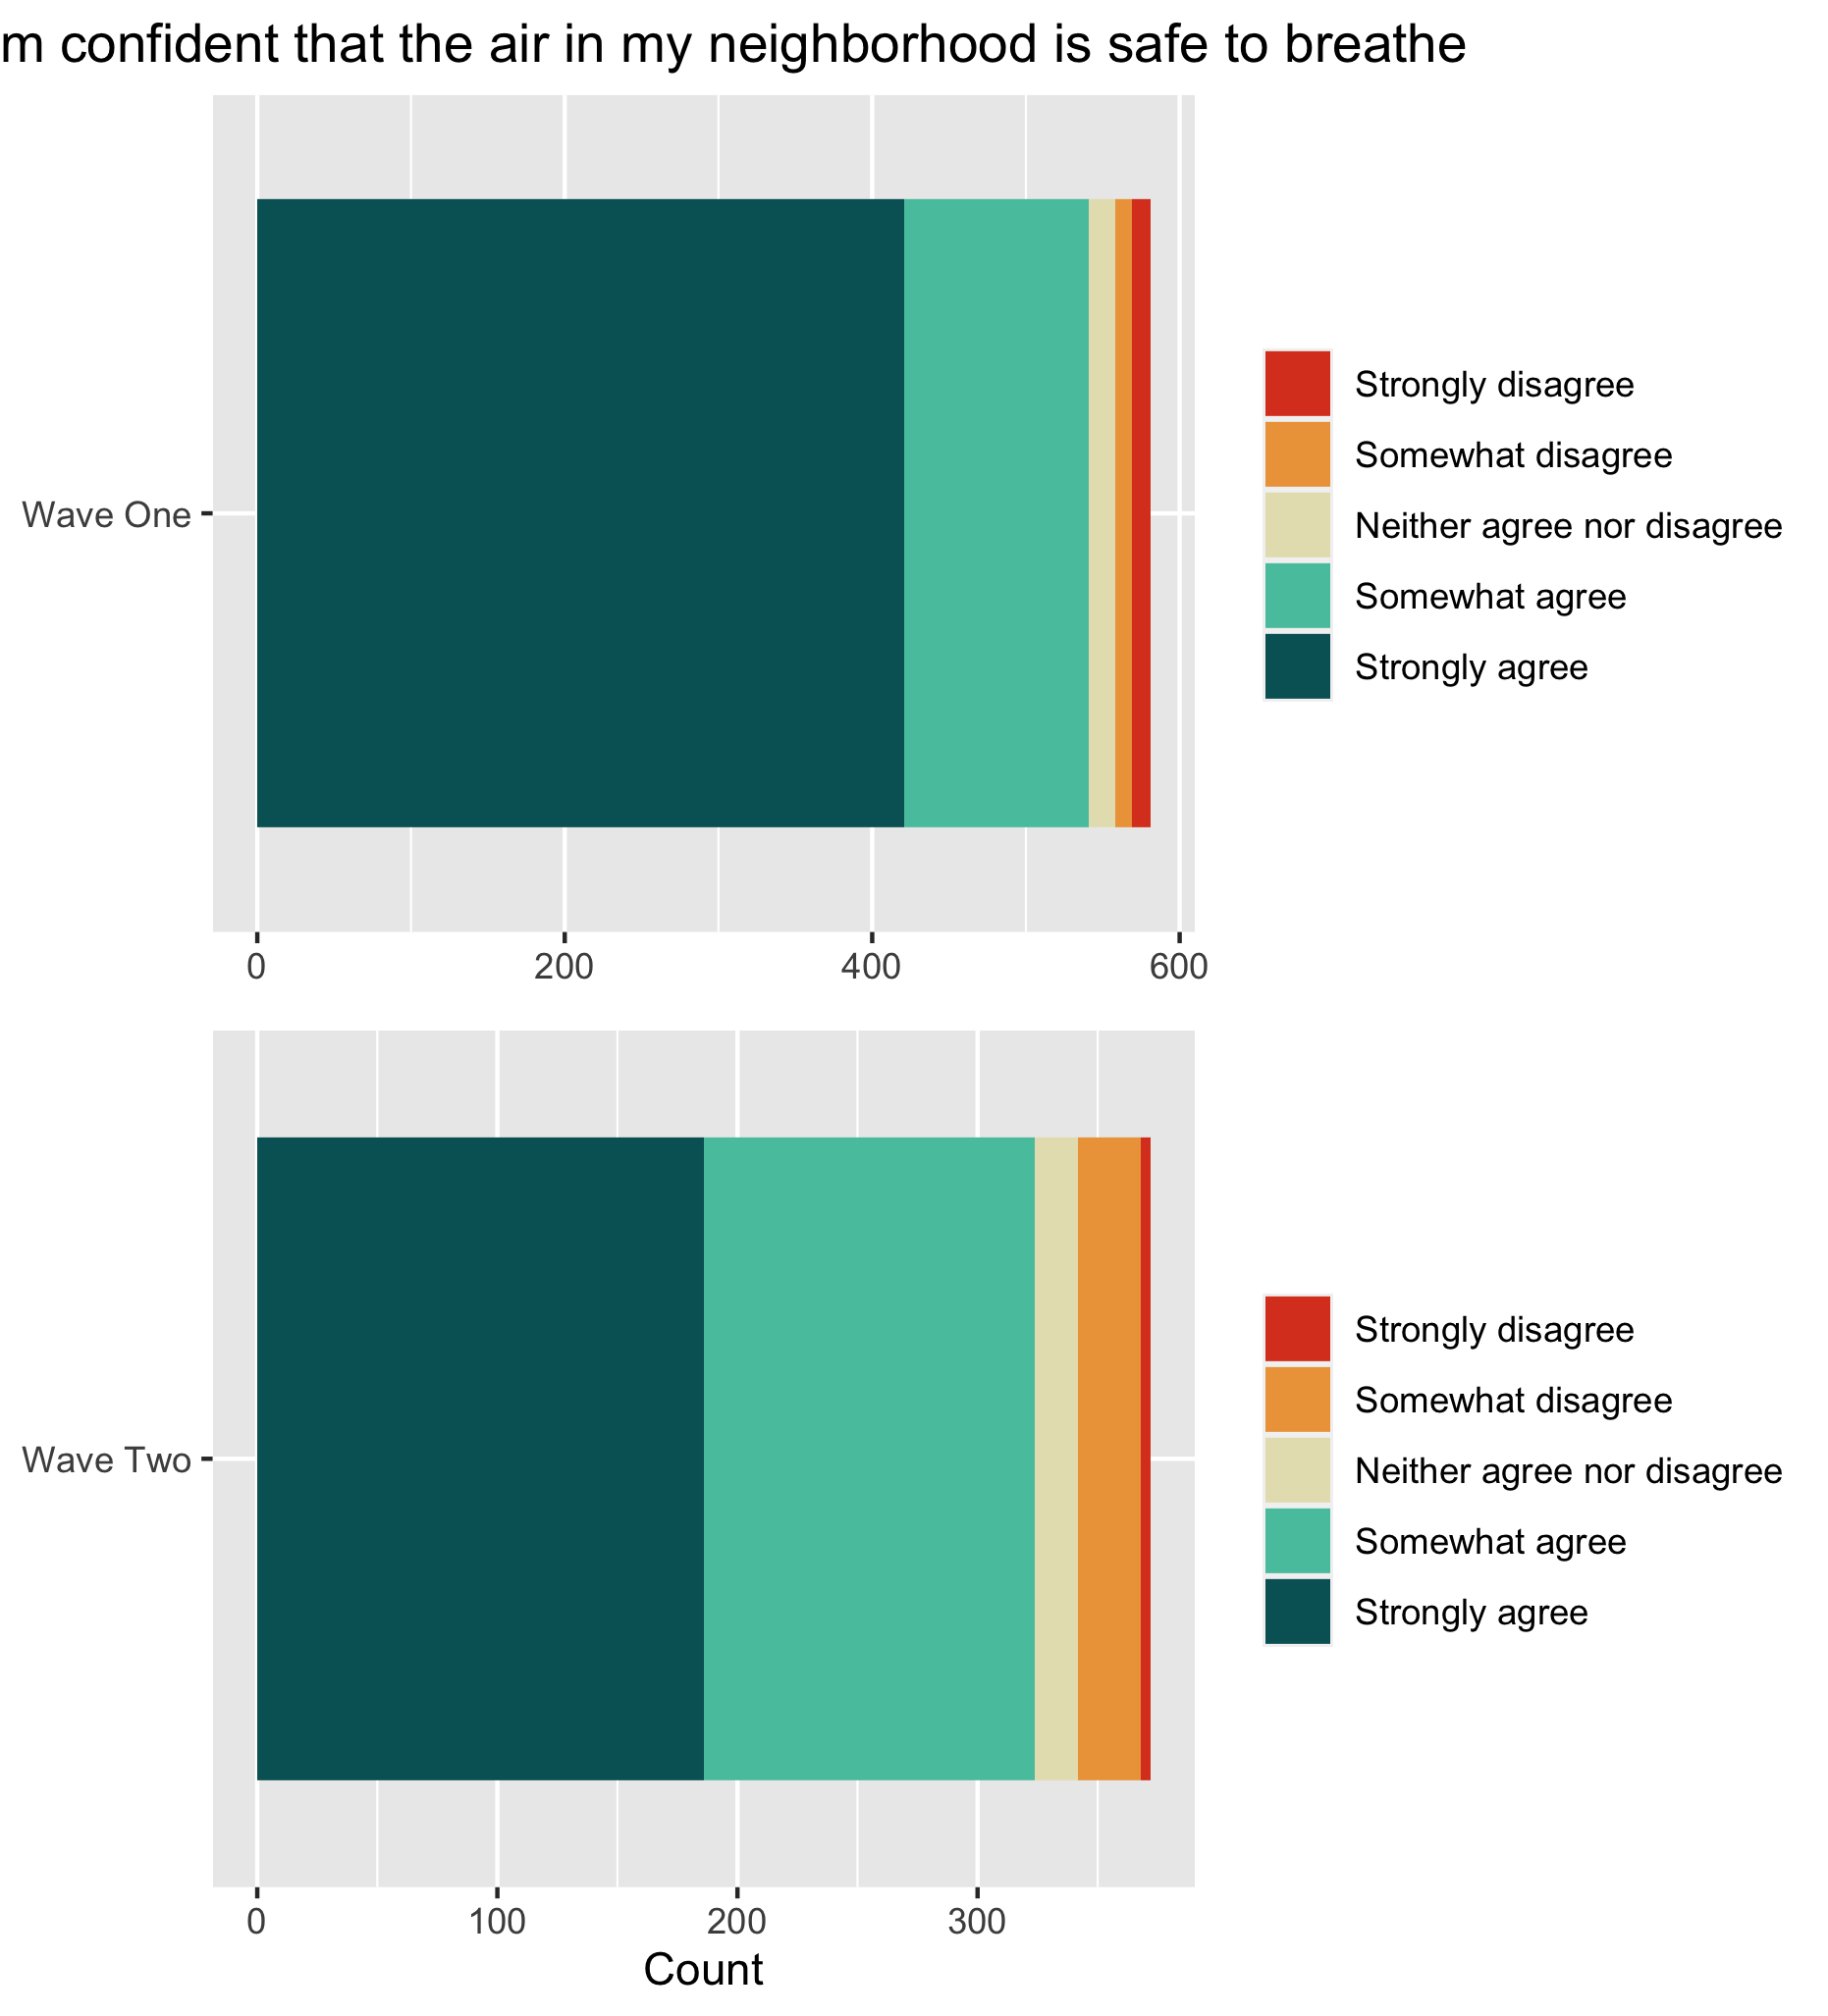 m confident that the air in my neighborhood is safe to breathe
Wave One
0 200 400 600
Strongly disagree
Somewhat disagree
Neither agree nor disagree
Somewhat agree
Strongly agree
Wave Two
0 100 200 300
Count
Strongly disagree
Somewhat disagree
Neither agree nor disagree
Somewhat agree
Strongly agree